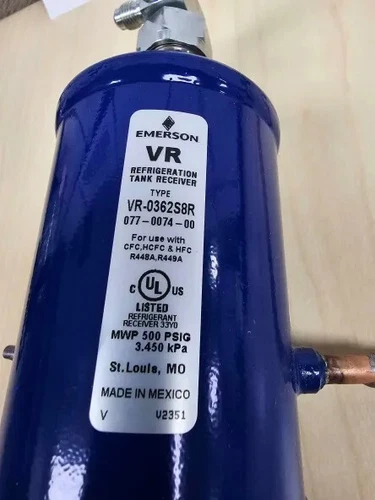 EMERSON
VR
REFRIGERATION
TANK RECEIVER
TYPE
VR-0362S8R
077-0074-00
For use with
CFC,HCFC & HFC
R448A,R449A
C UL US
LISTED
REFRIGERANT
RECEIVER 33Y0
MWP 500 PSIG
3.450 kPa
St.Louis, MO
MADE IN MEXICO
V V2351